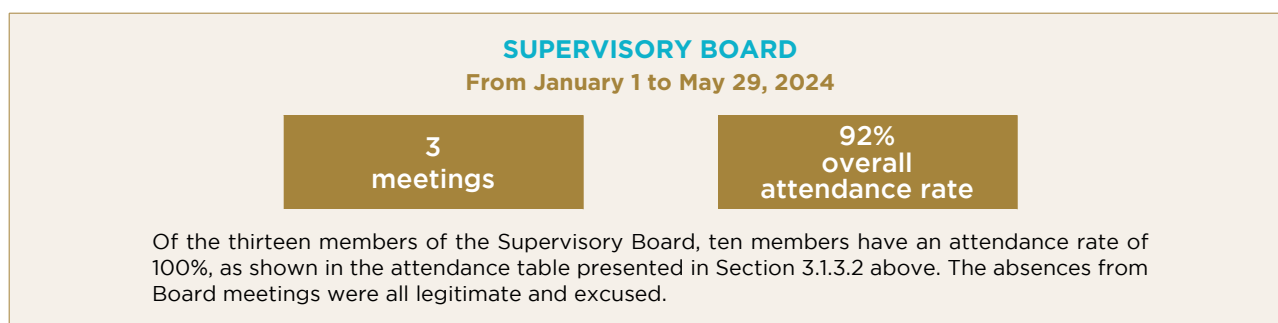 SUPERVISORY BOARD
From January 1 to May 29, 2024
3
meetings
92%
overall
attendance rate
Of the thirteen members of the Supervisory Board, ten members have an attendance rate of
100%, as shown in the attendance table presented in Section 3.1.3.2 above. The absences from
Board meetings were all legitimate and excused.